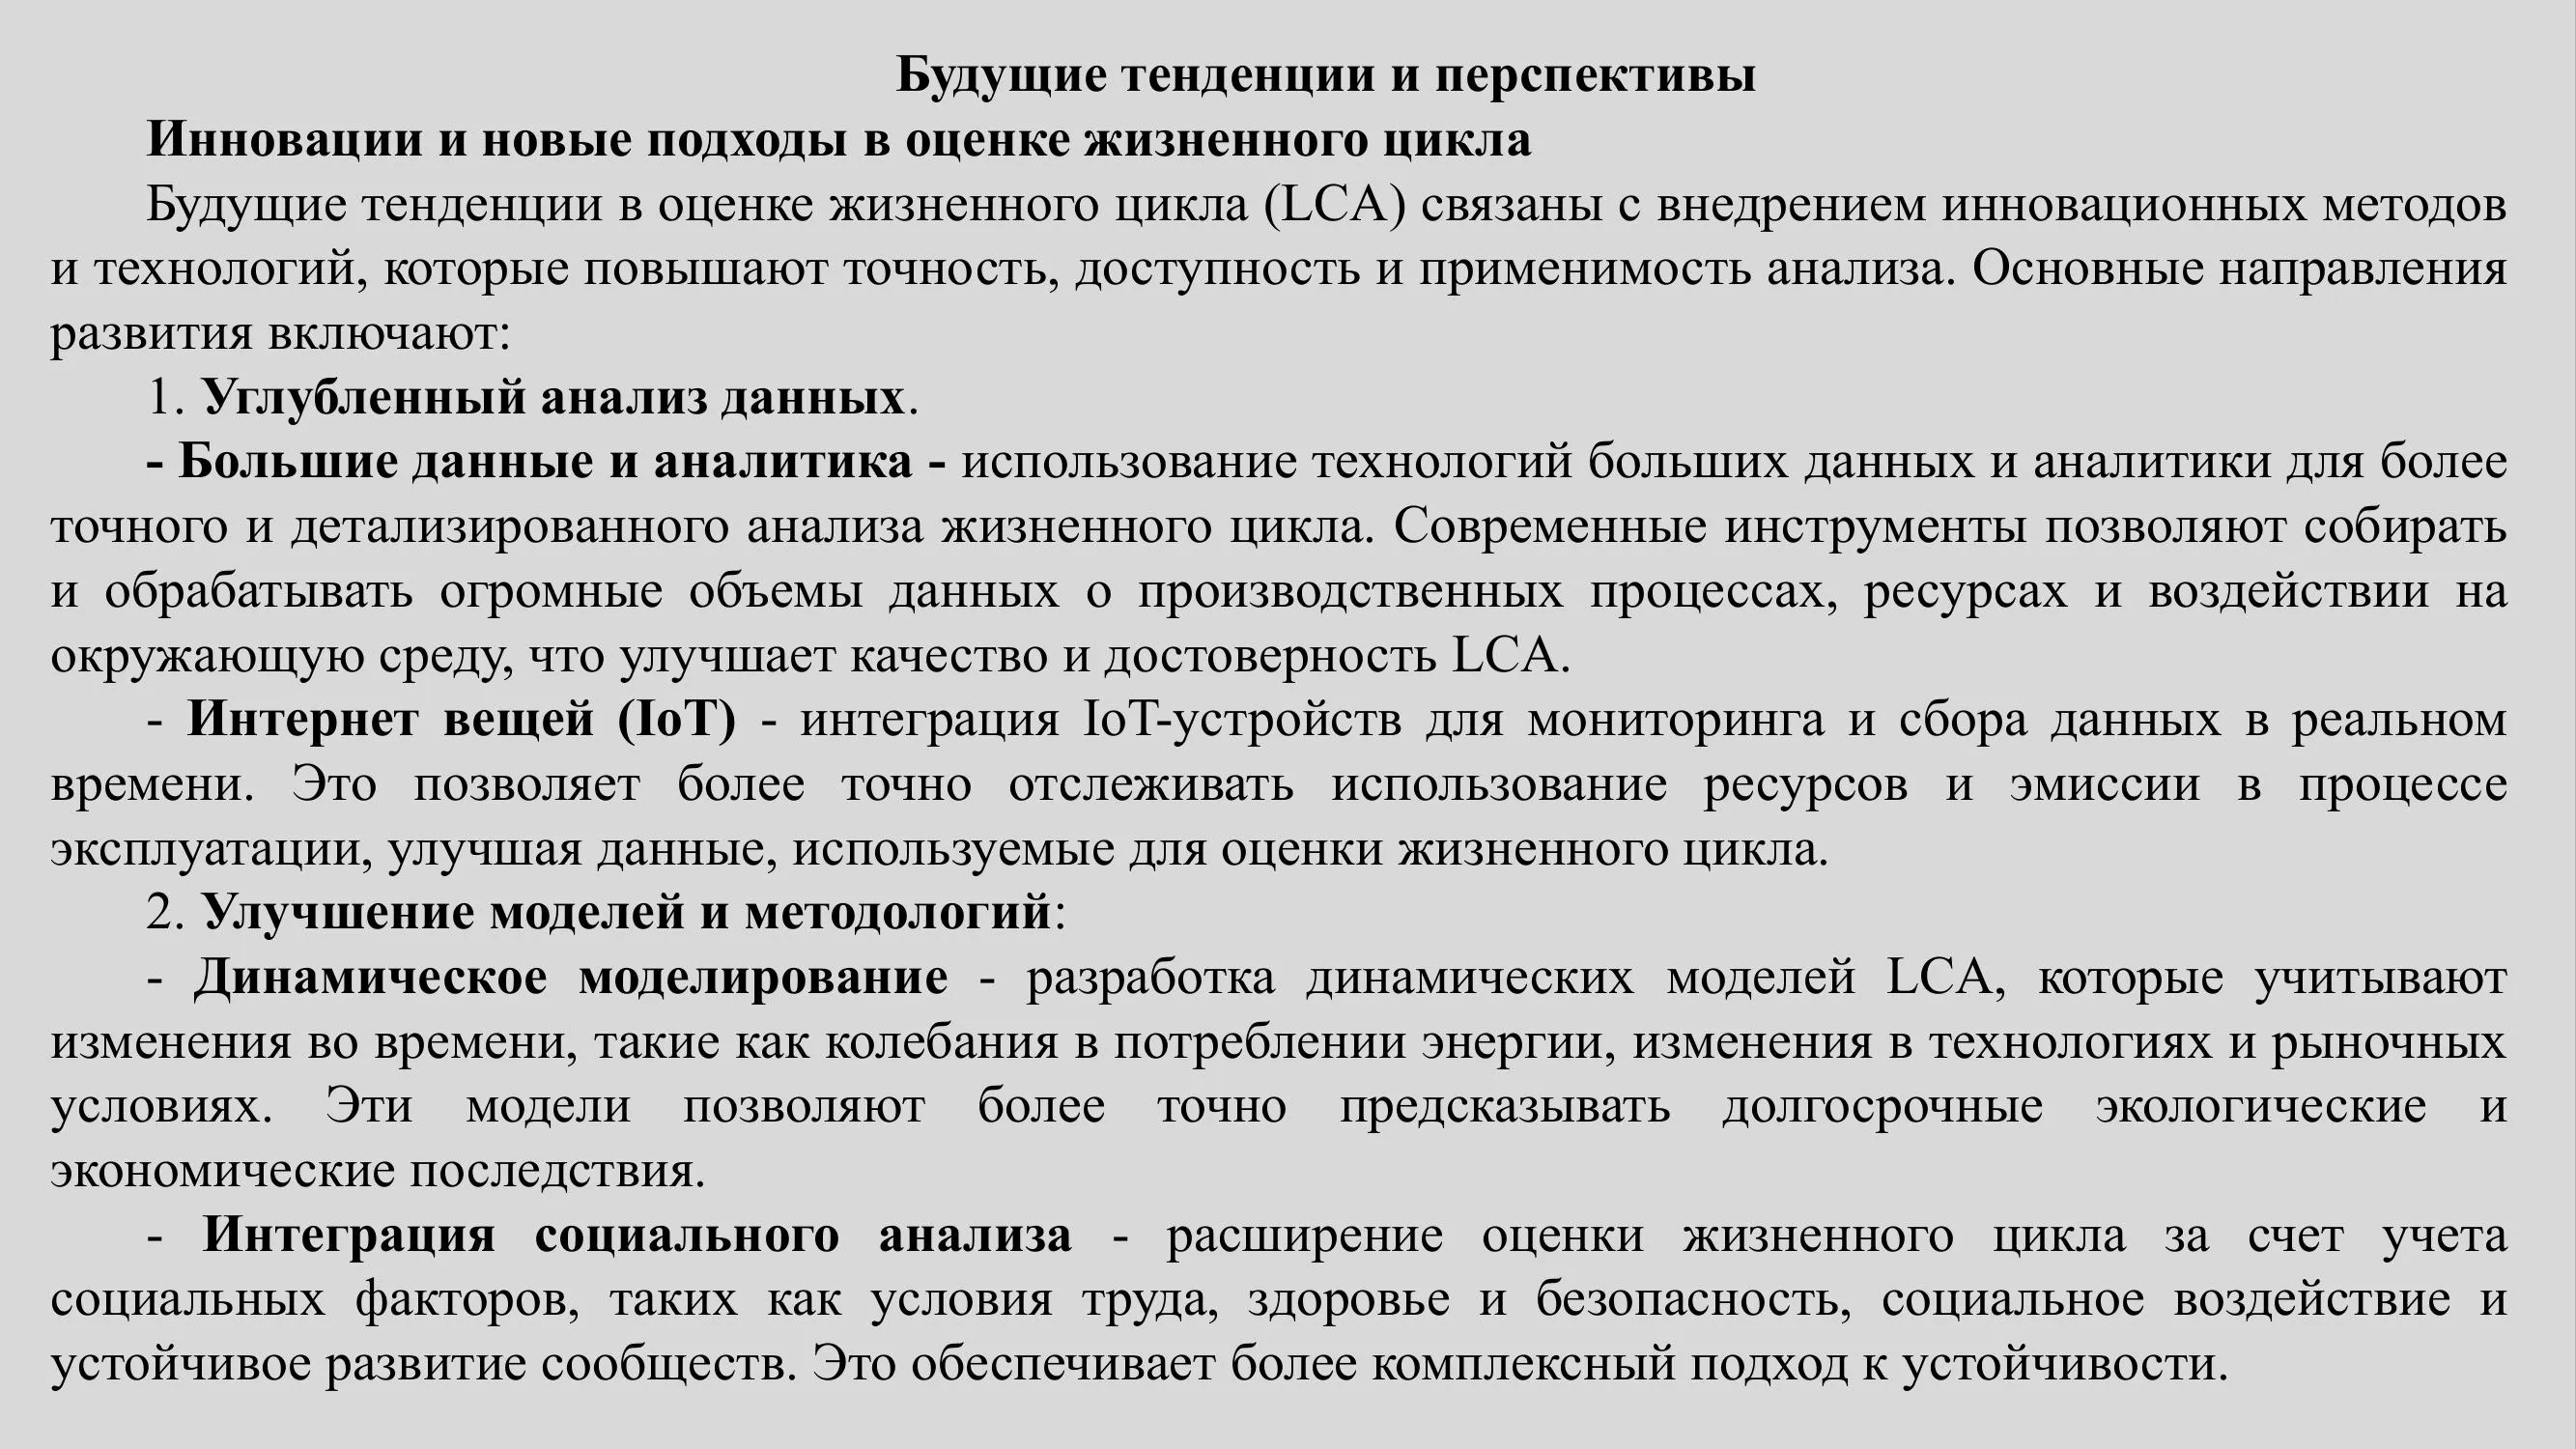 Будущие тенденции и перспективы
Инновации и новые подходы в оценке жизненного цикла
Будущие тенденции в оценке жизненного цикла (LCA) связаны с внедрением инновационных методов
и технологий, которые повышают точность, доступность и применимость анализа. Основные направления
развития включают:
1. Углубленный анализ данных.
- Большие данные и аналитика - использование технологий больших данных и аналитики для более
точного и детализированного анализа жизненного цикла. Современные инструменты позволяют собирать
и обрабатывать огромные объемы данных о производственных процессах, ресурсах и воздействии на
окружающую среду, что улучшает качество и достоверность LCA.
- Интернет вещей (IoT) - интеграция IoT-устройств для мониторинга и сбора данных в реальном
времени. Это позволяет более точно отслеживать использование ресурсов и эмиссии в процессе
эксплуатации, улучшая данные, используемые для оценки жизненного цикла.
2. Улучшение моделей и методологий:
- Динамическое моделирование - разработка динамических моделей LCA, которые учитывают
изменения во времени, такие как колебания в потреблении энергии, изменения в технологиях и рыночных
условиях. Эти модели позволяют более точно предсказывать долгосрочные экологические и
экономические последствия.
- Интеграция социального анализа - расширение оценки жизненного цикла за счет учета
социальных факторов, таких как условия труда, здоровье и безопасность, социальное воздействие и
устойчивое развитие сообществ. Это обеспечивает более комплексный подход к устойчивости.